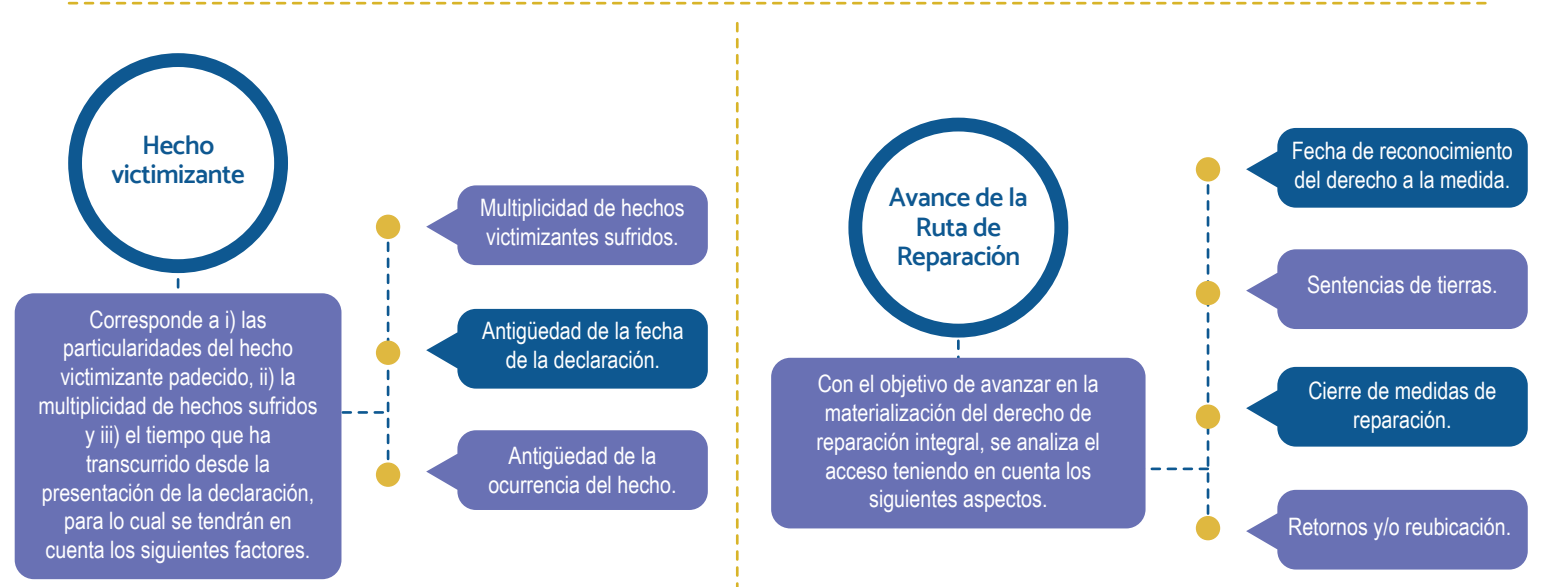 Hecho
victimizante
Corresponde a i) las
particularidades del hecho
victimizante padecido, ii) la
multiplicidad de hechos sufridos
y iii) el tiempo que ha
transcurrido desde la
presentación de la declaración,
para lo cual se tendrán en
cuenta los siguientes factores.
Multiplicidad de hechos
victimizantes sufridos.
Antigüedad de la fecha
de la declaración.
Antigüedad de la
ocurrencia del hecho.
Avance de la
Ruta de
Reparación
Con el objetivo de avanzar en la
materialización del derecho de
reparación integral, se analiza el
acceso teniendo en cuenta los
siguientes aspectos.
Fecha de reconocimiento
del derecho a la medida.
Sentencias de tierras.
Cierre de medidas de
reparación.
Retornos y/o reubicación.